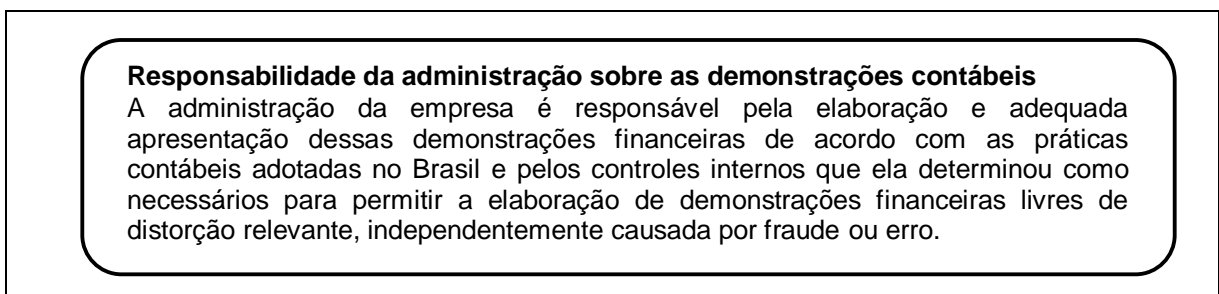 Responsabilidade da administração sobre as demonstrações contábeis
A administração da empresa é responsável pela elaboração e adequada
apresentação dessas demonstrações financeiras de acordo com as práticas
contábeis adotadas no Brasil e pelos controles internos que ela determinou como
necessários para permitir a elaboração de demonstrações financeiras livres de
distorção relevante, independentemente causada por fraude ou erro.